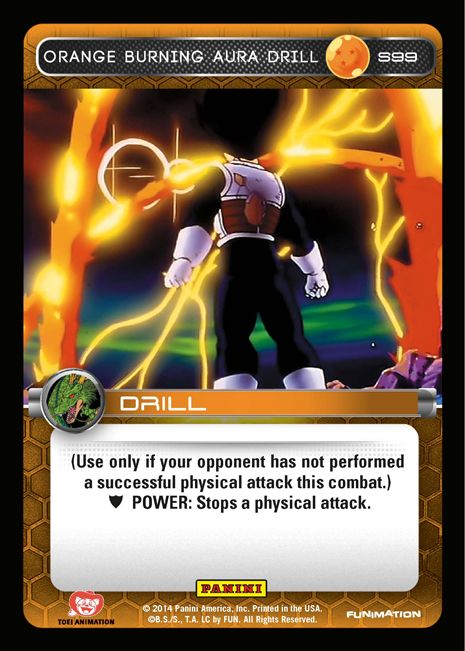 ORANGE BURNING AURA DRILL S99
DRILL
(Use only if your opponent has not performed
a successful physical attack this combat.)
POWER: Stops a physical attack.
PANINI
TOEI ANIMATION
© 2014 Panini America, Inc. Printed in the USA.
©B.S./S., T.A. LC by FUN. All Rights Reserved.
FUNIMATION